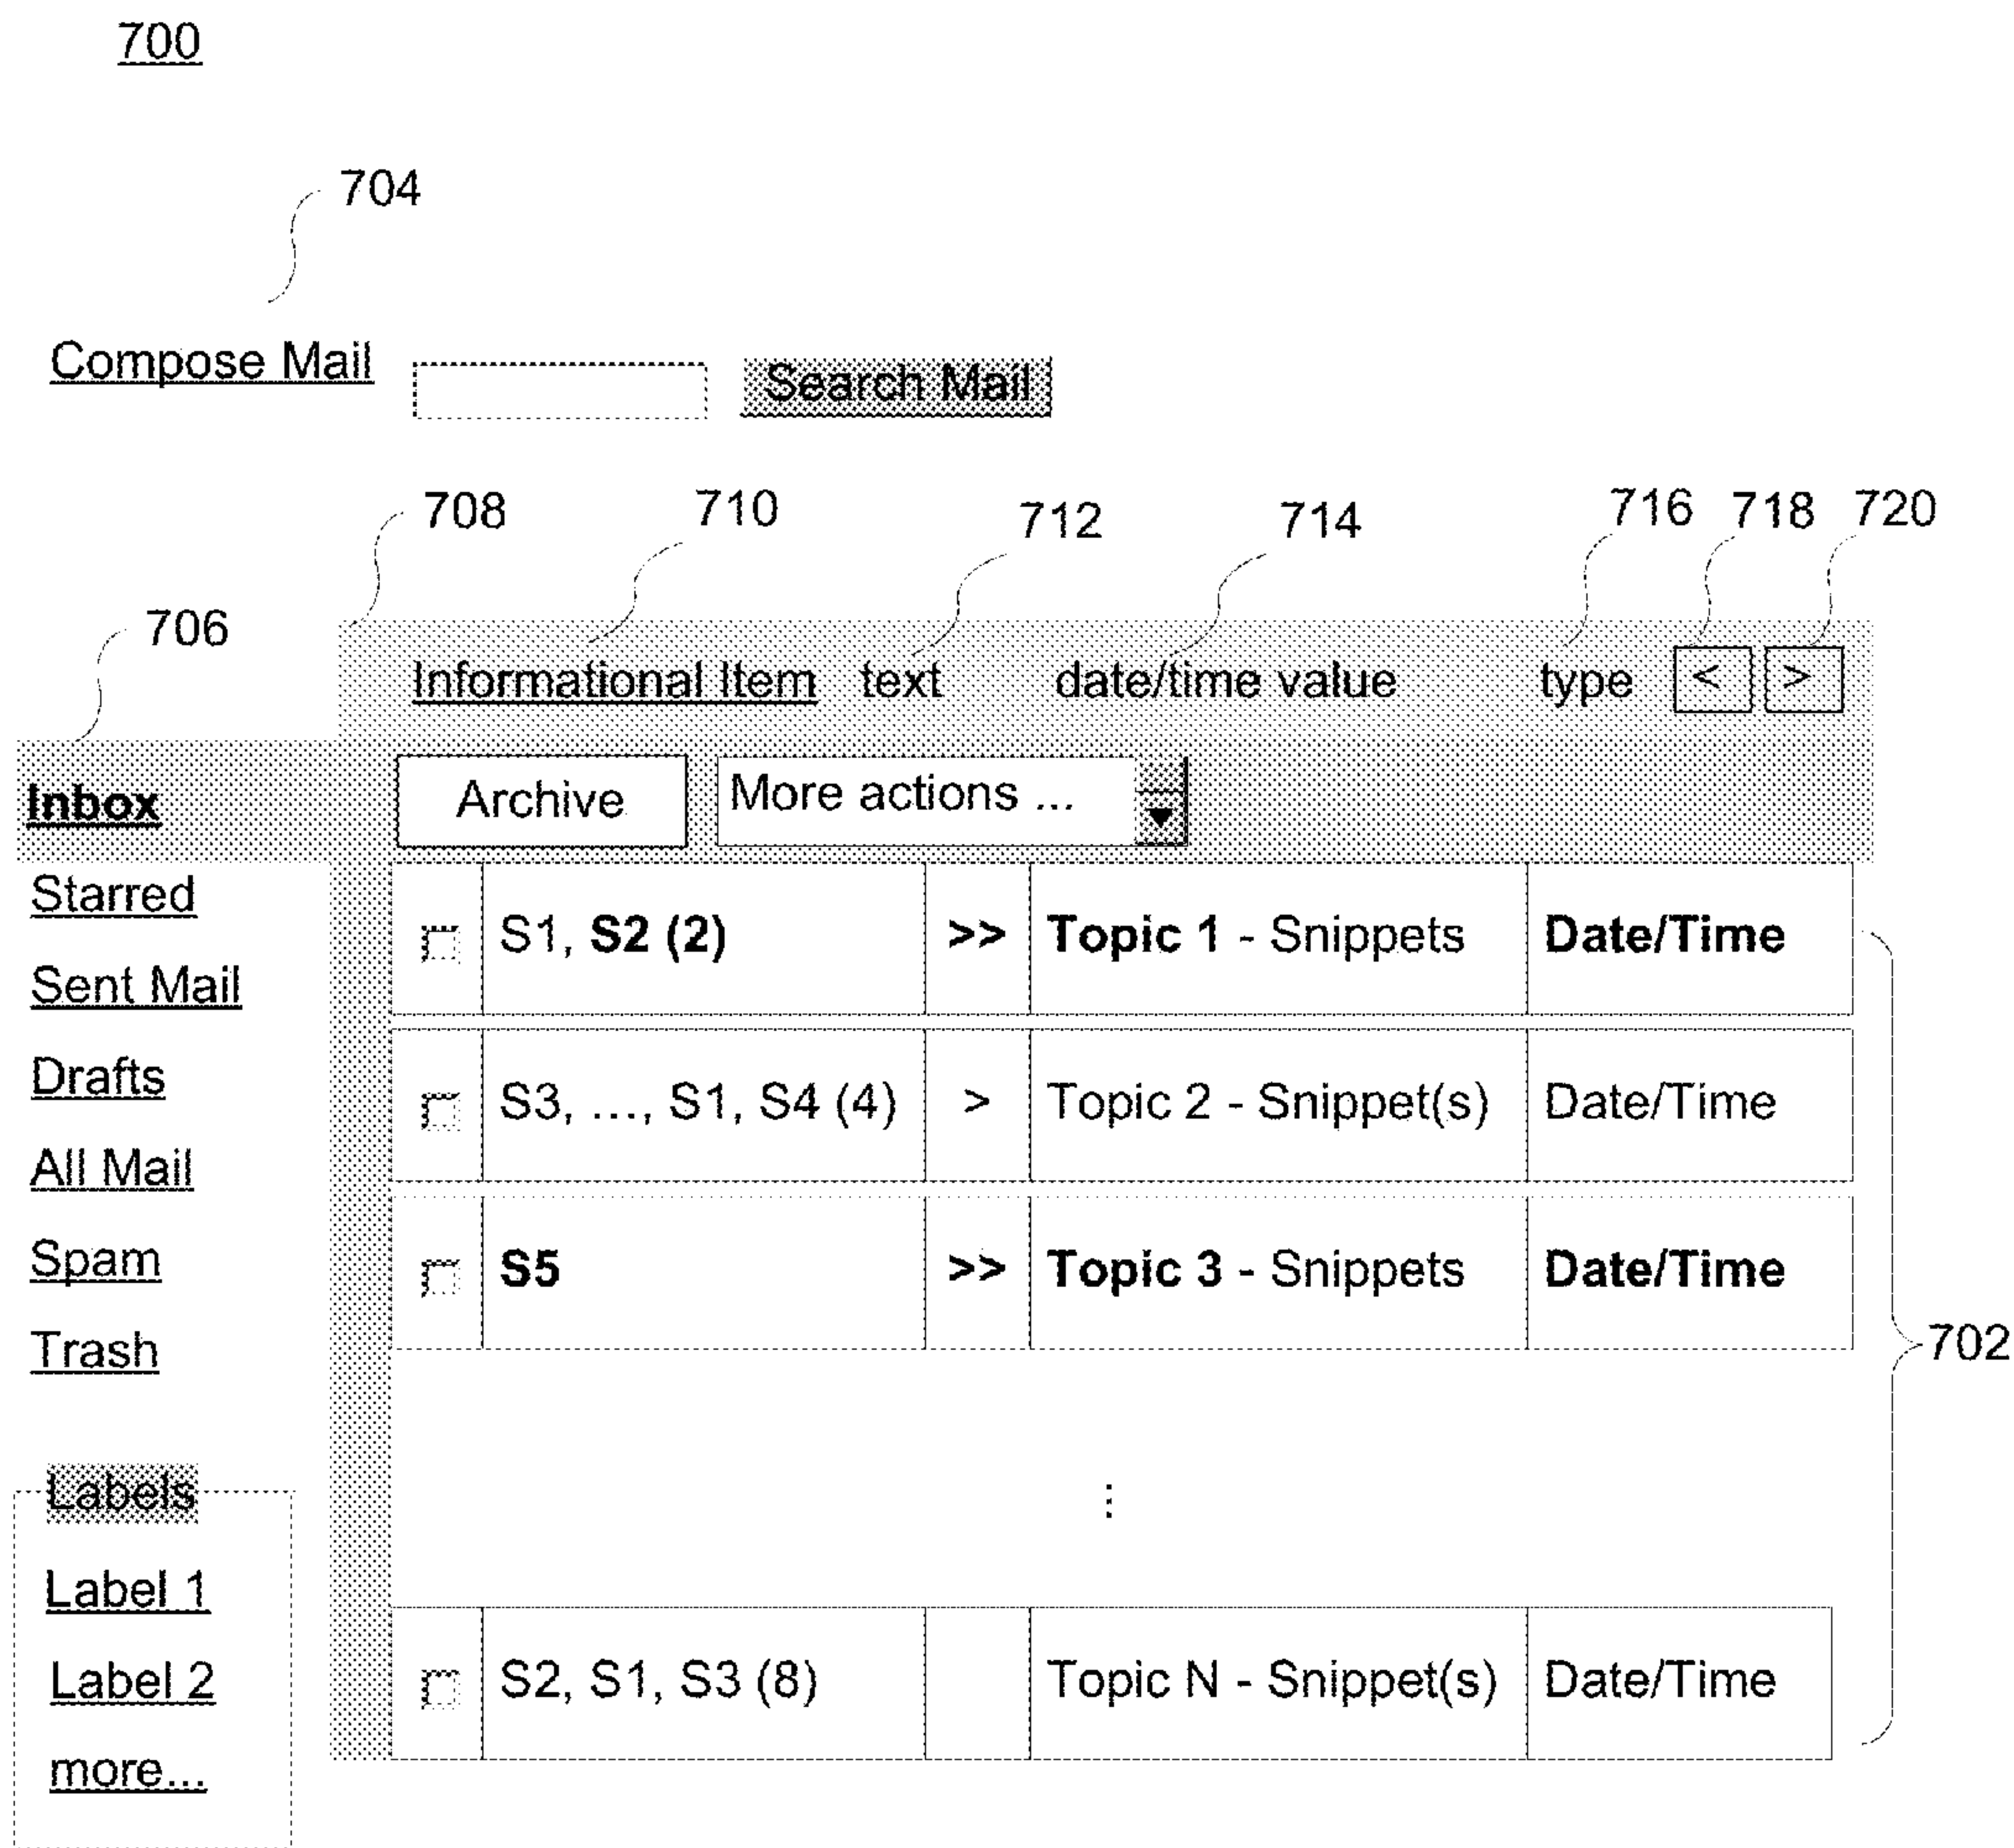 700
704
Compose Mail Search Mail
708 710 712 714 716 718 720
706
Informational Item text date/time value type < >
Inbox Archive More actions ...
Starred
S1, S2 (2) >> Topic 1 - Snippets Date/Time
Sent Mail
Drafts
S3, ..., S1, S4 (4) > Topic 2 - Snippet(s) Date/Time
All Mail
Spam
S5 >> Topic 3 - Snippets Date/Time
Trash
702
Labels
⋮
Label 1
Label 2
S2, S1, S3 (8) Topic N - Snippet(s) Date/Time
more...